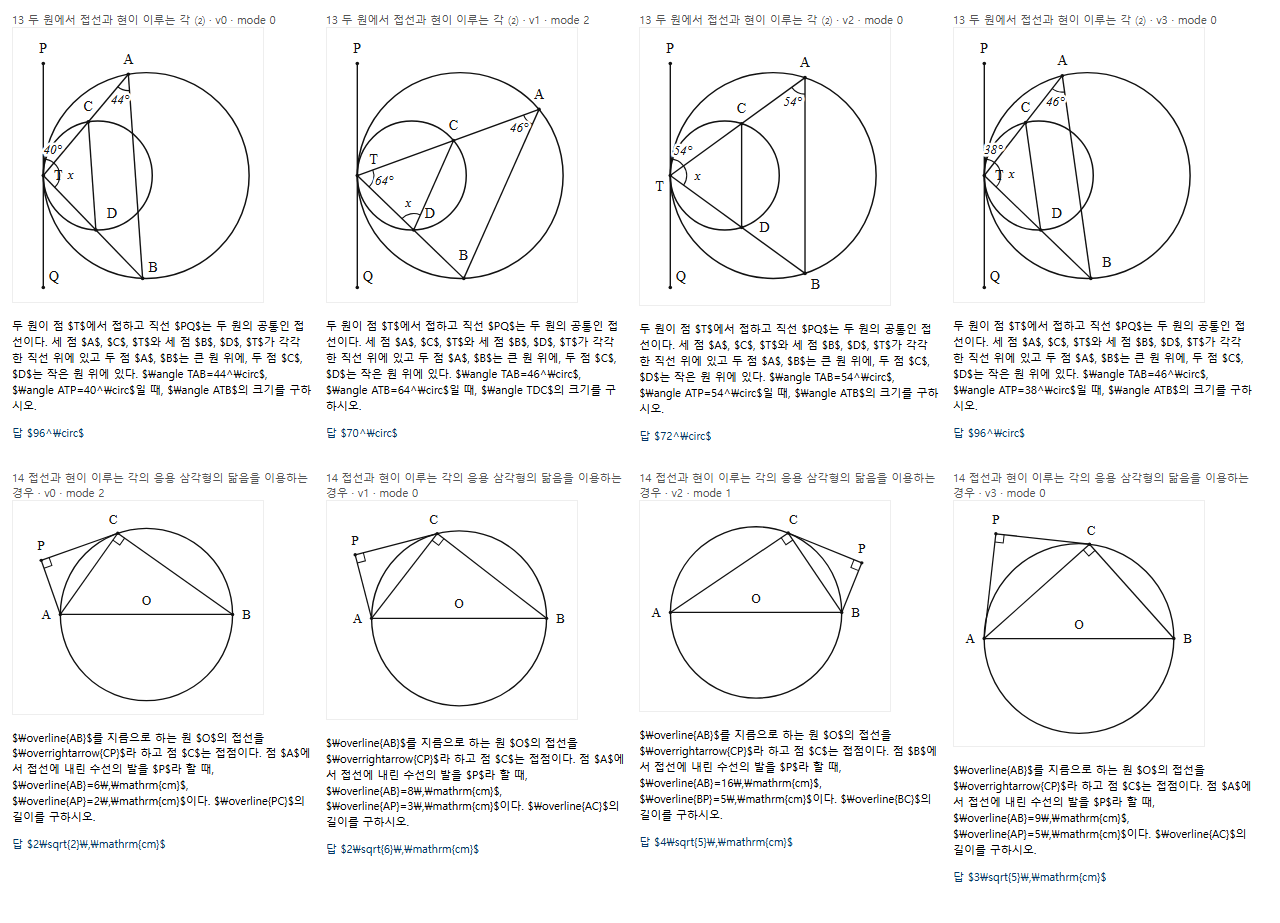 13 두 원에서 접선과 현이 이루는 각 ⑵ · v0 · mode 0
P
A
44°
C
40°
T x
D
B
Q
두 원이 점 $T$에서 접하고 직선 $PQ$는 두 원의 공통인 접
선이다. 세 점 $A$, $C$, $T$와 세 점 $B$, $D$, $T$가 각각
한 직선 위에 있고 두 점 $A$, $B$는 큰 원 위에, 두 점 $C$,
$D$는 작은 원 위에 있다. $₩angle TAB=44^₩circ$,
$₩angle ATP=40^₩circ$일 때, $₩angle ATB$의 크기를 구하
시오.
답 $96^₩circ$
13 두 원에서 접선과 현이 이루는 각 ⑵ · v1 · mode 2
P
A
C
46°
T
64°
x
D
B
Q
두 원이 점 $T$에서 접하고 직선 $PQ$는 두 원의 공통인 접
선이다. 세 점 $A$, $C$, $T$와 세 점 $B$, $D$, $T$가 각각
한 직선 위에 있고 두 점 $A$, $B$는 큰 원 위에, 두 점 $C$,
$D$는 작은 원 위에 있다. $₩angle TAB=46^₩circ$,
$₩angle ATB=64^₩circ$일 때, $₩angle TDC$의 크기를 구
하시오.
답 $70^₩circ$
13 두 원에서 접선과 현이 이루는 각 ⑵ · v2 · mode 0
P
A
54°
C
54°
x
T
D
Q
B
두 원이 점 $T$에서 접하고 직선 $PQ$는 두 원의 공통인 접
선이다. 세 점 $A$, $C$, $T$와 세 점 $B$, $D$, $T$가 각각
한 직선 위에 있고 두 점 $A$, $B$는 큰 원 위에, 두 점 $C$,
$D$는 작은 원 위에 있다. $₩angle TAB=54^₩circ$,
$₩angle ATP=54^₩circ$일 때, $₩angle ATB$의 크기를 구하
시오.
답 $72^₩circ$
13 두 원에서 접선과 현이 이루는 각 ⑵ · v3 · mode 0
P
A
46°
C
38°
T x
D
B
Q
두 원이 점 $T$에서 접하고 직선 $PQ$는 두 원의 공통인 접
선이다. 세 점 $A$, $C$, $T$와 세 점 $B$, $D$, $T$가 각각
한 직선 위에 있고 두 점 $A$, $B$는 큰 원 위에, 두 점 $C$,
$D$는 작은 원 위에 있다. $₩angle TAB=46^₩circ$,
$₩angle ATP=38^₩circ$일 때, $₩angle ATB$의 크기를 구하
시오.
답 $96^₩circ$
14 접선과 현이 이루는 각의 응용 삼각형의 닮음을 이용하는
경우 · v0 · mode 2
C
P
O
A
B
$₩overline{AB}$를 지름으로 하는 원 $O$의 접선을
$₩overrightarrow{CP}$라 하고 점 $C$는 접점이다. 점 $A$에
서 접선에 내린 수선의 발을 $P$라 할 때,
$₩overline{AB}=6₩,₩mathrm{cm}$,
$₩overline{AP}=2₩,₩mathrm{cm}$이다. $₩overline{PC}$의
길이를 구하시오.
답 $2₩sqrt{2}₩,₩mathrm{cm}$
14 접선과 현이 이루는 각의 응용 삼각형의 닮음을 이용하는
경우 · v1 · mode 0
C
P
O
A
B
$₩overline{AB}$를 지름으로 하는 원 $O$의 접선을
$₩overrightarrow{CP}$라 하고 점 $C$는 접점이다. 점 $A$에
서 접선에 내린 수선의 발을 $P$라 할 때,
$₩overline{AB}=8₩,₩mathrm{cm}$,
$₩overline{AP}=3₩,₩mathrm{cm}$이다. $₩overline{AC}$의
길이를 구하시오.
답 $2₩sqrt{6}₩,₩mathrm{cm}$
14 접선과 현이 이루는 각의 응용 삼각형의 닮음을 이용하는
경우 · v2 · mode 1
C
P
O
A
B
$₩overline{AB}$를 지름으로 하는 원 $O$의 접선을
$₩overrightarrow{CP}$라 하고 점 $C$는 접점이다. 점 $B$에
서 접선에 내린 수선의 발을 $P$라 할 때,
$₩overline{AB}=16₩,₩mathrm{cm}$,
$₩overline{BP}=5₩,₩mathrm{cm}$이다. $₩overline{BC}$의
길이를 구하시오.
답 $4₩sqrt{5}₩,₩mathrm{cm}$
14 접선과 현이 이루는 각의 응용 삼각형의 닮음을 이용하는
경우 · v3 · mode 0
P
C
O
A
B
$₩overline{AB}$를 지름으로 하는 원 $O$의 접선을
$₩overrightarrow{CP}$라 하고 점 $C$는 접점이다. 점 $A$에
서 접선에 내린 수선의 발을 $P$라 할 때,
$₩overline{AB}=9₩,₩mathrm{cm}$,
$₩overline{AP}=5₩,₩mathrm{cm}$이다. $₩overline{AC}$의
길이를 구하시오.
답 $3₩sqrt{5}₩,₩mathrm{cm}$